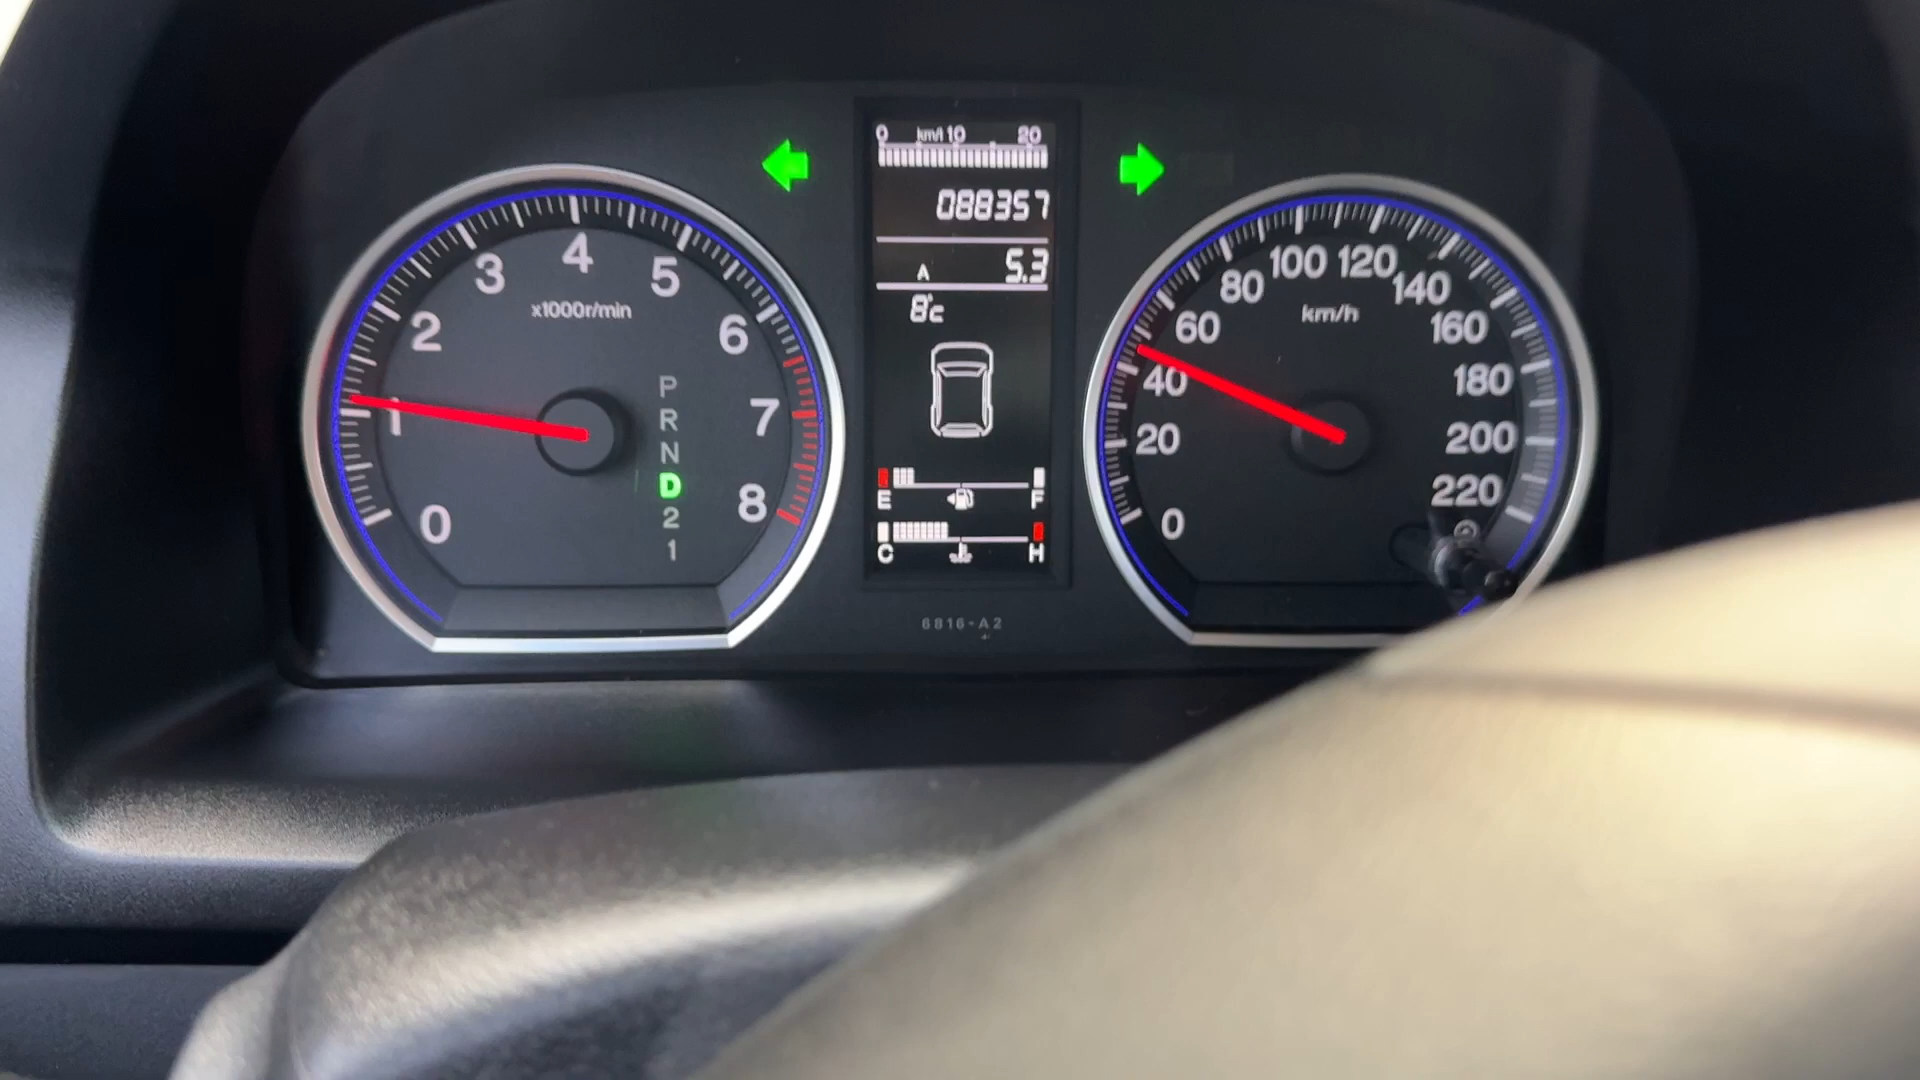 0 km/l 10 20
088357
A 5.3
8°c
E F
C H
6816-A2
0 1 2 3 4 5 6 7 8
x1000r/min
P
R
N
D
2
1
0 20 40 60 80 100 120 140 160 180 200 220
km/h